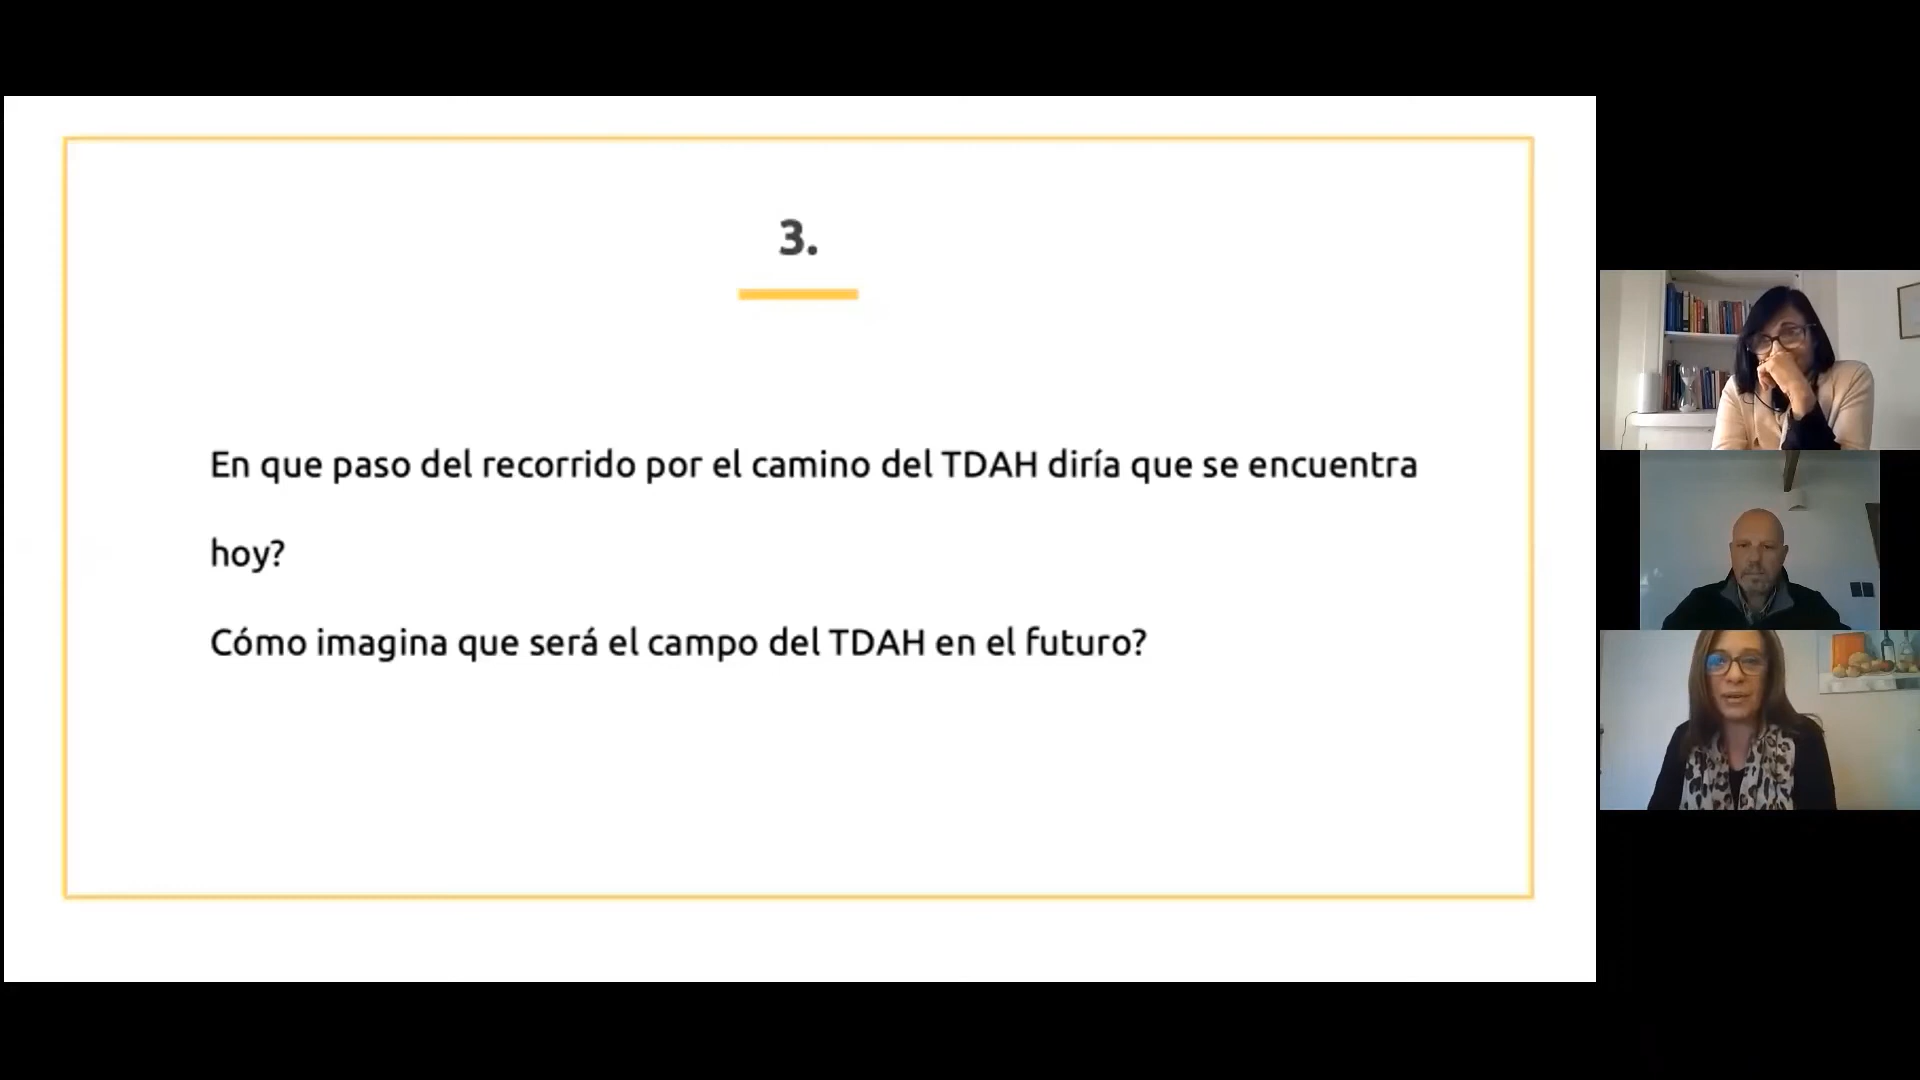 3.
En que paso del recorrido por el camino del TDAH diría que se encuentra
hoy?
Cómo imagina que será el campo del TDAH en el futuro?